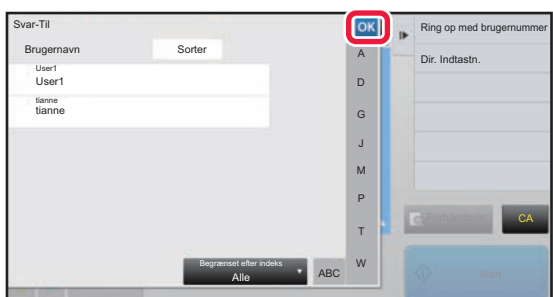 Svar-Til
OK
Ring op med brugernummer
Brugernavn
Sorter
A
Dir. Indtastn.
User1
User1
D
tianne
tianne
G
J
M
P
CA
T
Begrænset efter indeks
Alle
ABC
W
Start